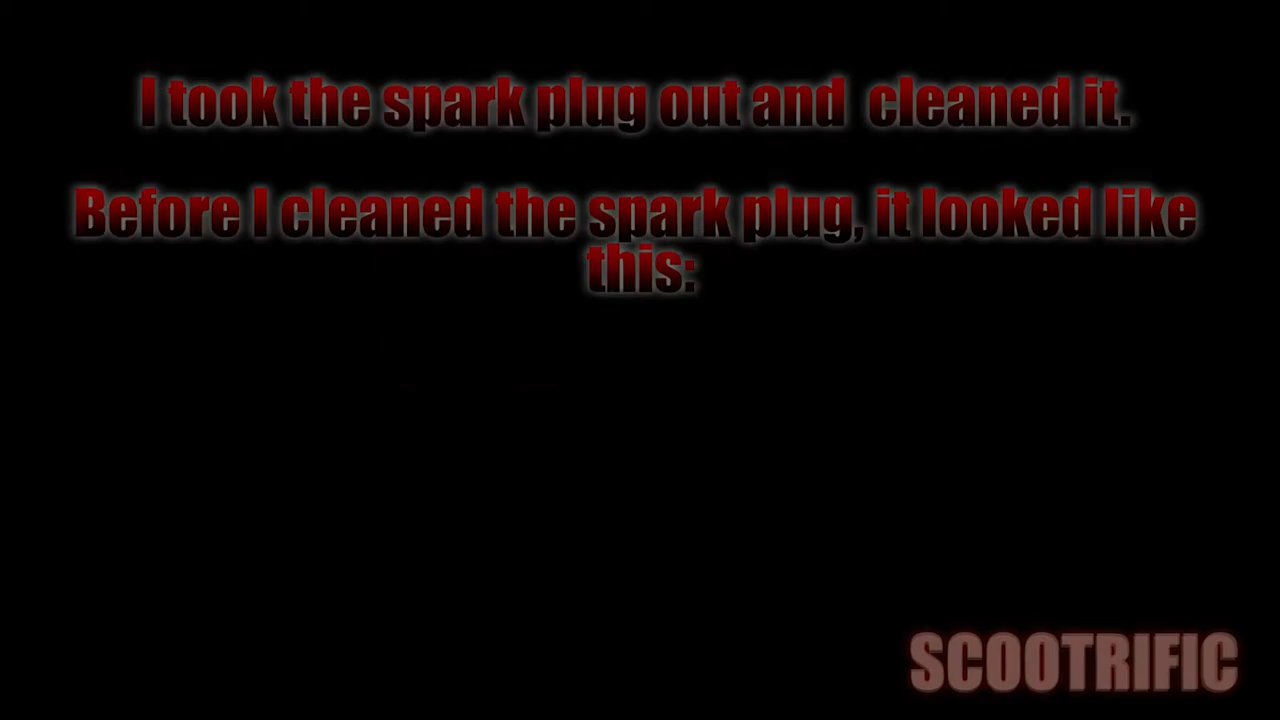 I took the spark plug out and cleaned it.
Before I cleaned the spark plug, it looked like
this:
SCOOTRIFIC